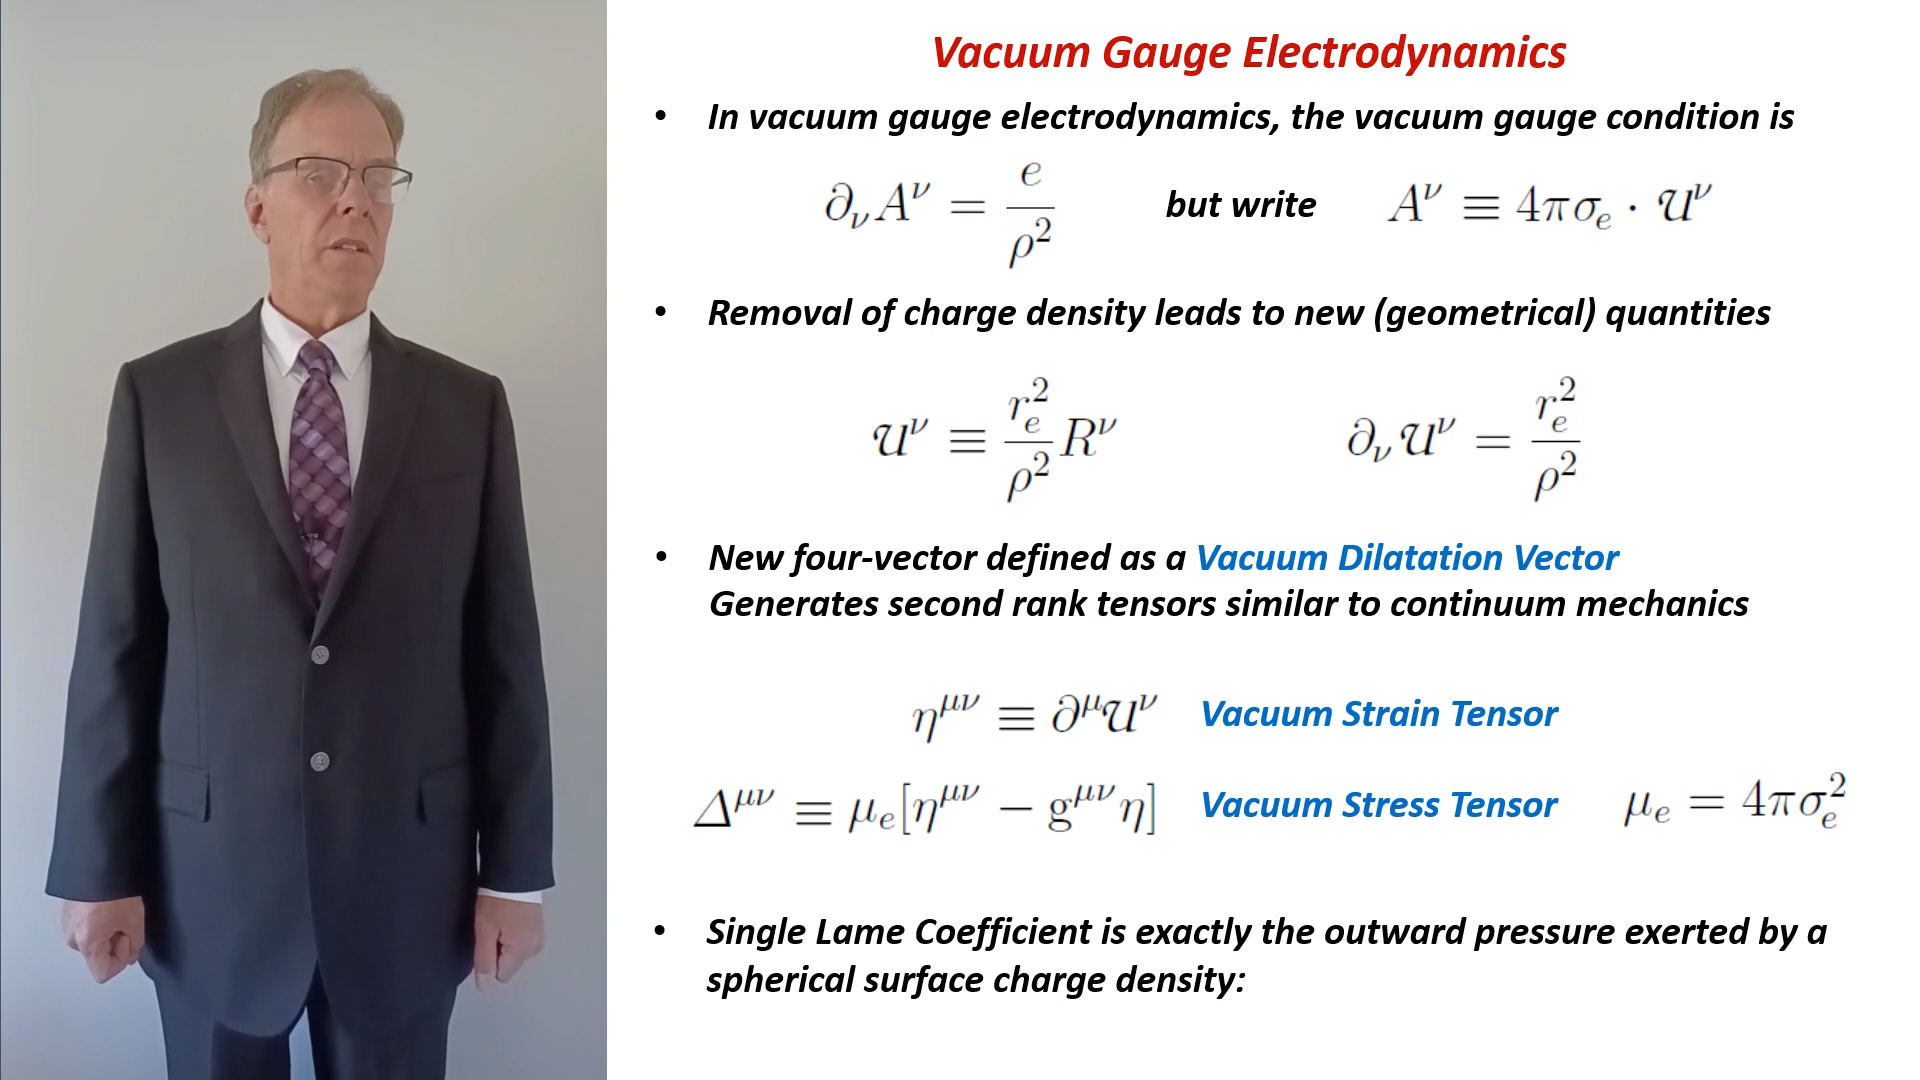 Vacuum Gauge Electrodynamics
• In vacuum gauge electrodynamics, the vacuum gauge condition is
∂_ν A^ν = e/ρ² but write A^ν ≡ 4πσ_e · 𝒰^ν
• Removal of charge density leads to new (geometrical) quantities
𝒰^ν ≡ r_e²/ρ² R^ν ∂_ν 𝒰^ν = r_e²/ρ²
• New four-vector defined as a Vacuum Dilatation Vector
Generates second rank tensors similar to continuum mechanics
η^μν ≡ ∂^μ 𝒰^ν Vacuum Strain Tensor
Δ^μν ≡ μ_e[η^μν − g^μν η] Vacuum Stress Tensor μ_e = 4πσ_e²
• Single Lame Coefficient is exactly the outward pressure exerted by a
spherical surface charge density: